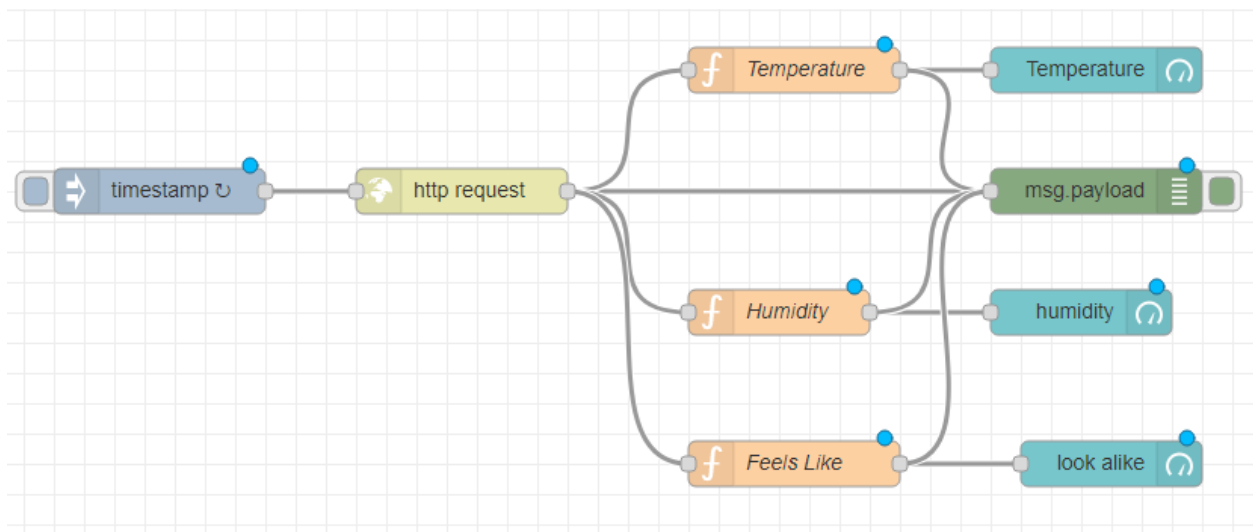 Temperature
Temperature
timestamp ↻
http request
msg.payload
Humidity
humidity
Feels Like
look alike